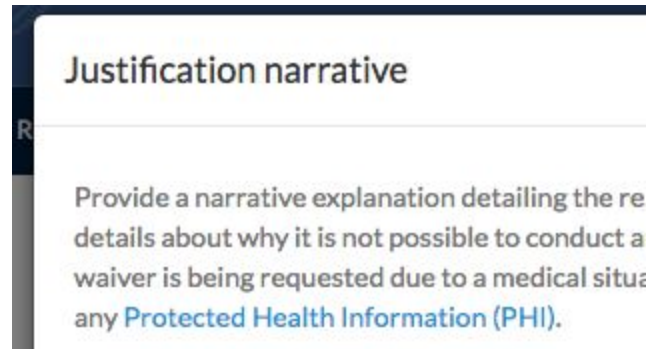 Justification narrative
R
Provide a narrative explanation detailing the re
details about why it is not possible to conduct a
waiver is being requested due to a medical situa
any Protected Health Information (PHI).